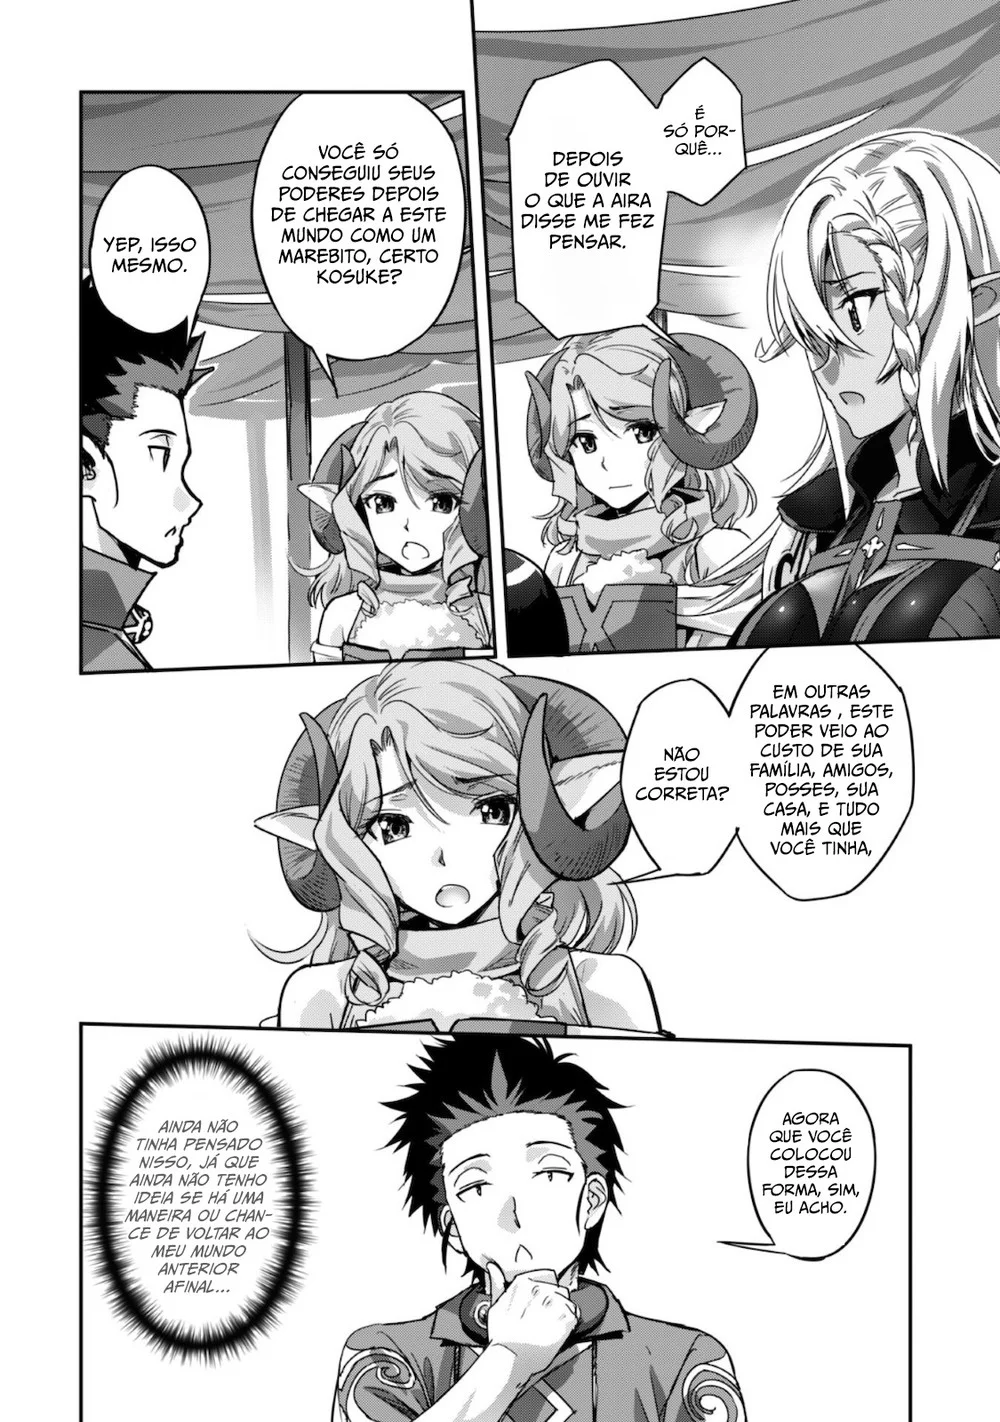 É
SÓ POR-
QUÊ...
DEPOIS
DE OUVIR
O QUE A AIRA
DISSE ME FEZ
PENSAR.
VOCÊ SÓ
CONSEGUIU SEUS
PODERES DEPOIS
DE CHEGAR A ESTE
MUNDO COMO UM
MAREBITO, CERTO
KOSUKE?
YEP, ISSO
MESMO.
EM OUTRAS
PALAVRAS , ESTE
PODER VEIO AO
CUSTO DE SUA
FAMÍLIA, AMIGOS,
POSSES, SUA
CASA, E TUDO
MAIS QUE
VOCÊ TINHA,
NÃO
ESTOU
CORRETA?
AGORA
QUE VOCÊ
COLOCOU
DESSA
FORMA, SIM,
EU ACHO.
AINDA NÃO
TINHA PENSADO
NISSO, JÁ QUE
AINDA NÃO TENHO
IDEIA SE HÁ UMA
MANEIRA OU CHAN-
CE DE VOLTAR AO
MEU MUNDO
ANTERIOR
AFINAL...